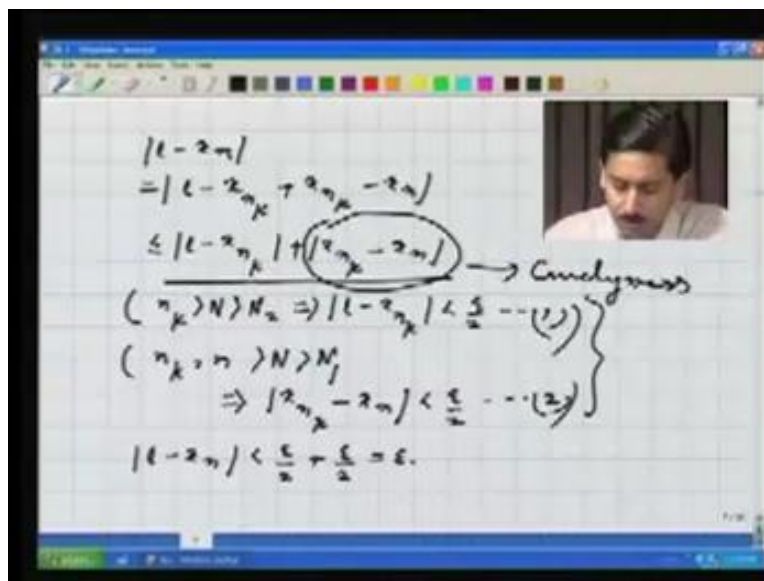 |l - x_n|
= |l - x_{n_k} + x_{n_k} - x_n|
≤ |l - x_{n_k}| + |x_{n_k} - x_n| → Cauchyness
( n_k > N > N_2 ⇒ |l - x_{n_k}| < ε/2 --- (1)
( n_k, n > N > N_1
⇒ |x_{n_k} - x_n| < ε/2 --- (2)
|l - x_n| < ε/2 + ε/2 = ε.